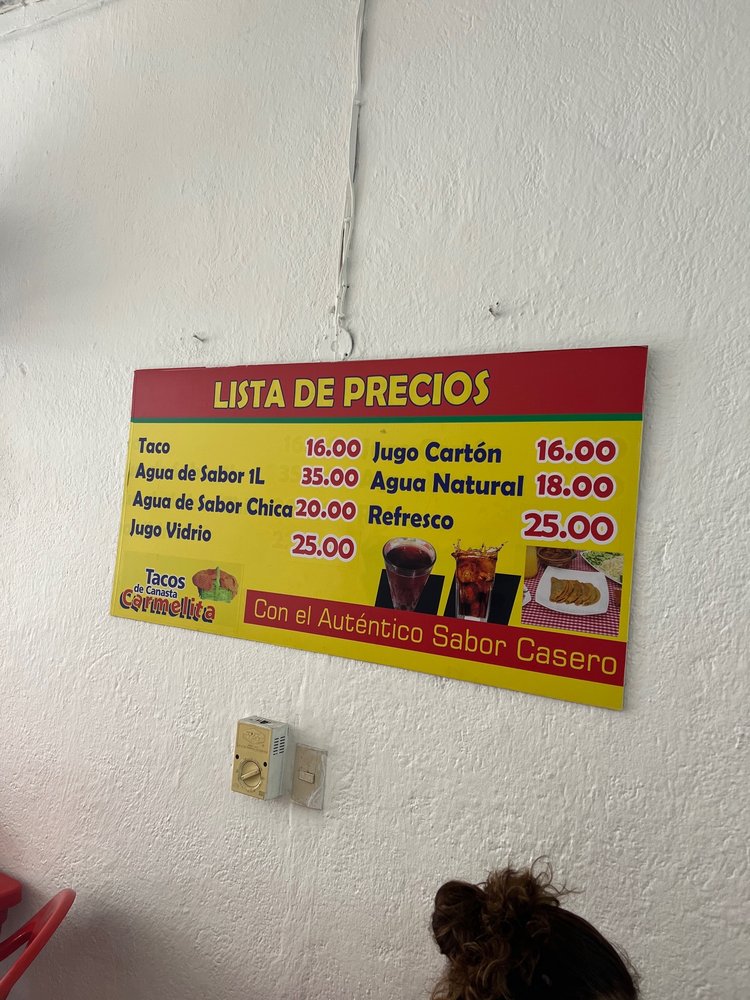 LISTA DE PRECIOS
Taco 16.00
Agua de Sabor 1L 35.00
Agua de Sabor Chica 20.00
Jugo Vidrio 25.00
Jugo Cartón 16.00
Agua Natural 18.00
Refresco 25.00
Tacos
de Canasta
Carmelita
Con el Auténtico Sabor Casero